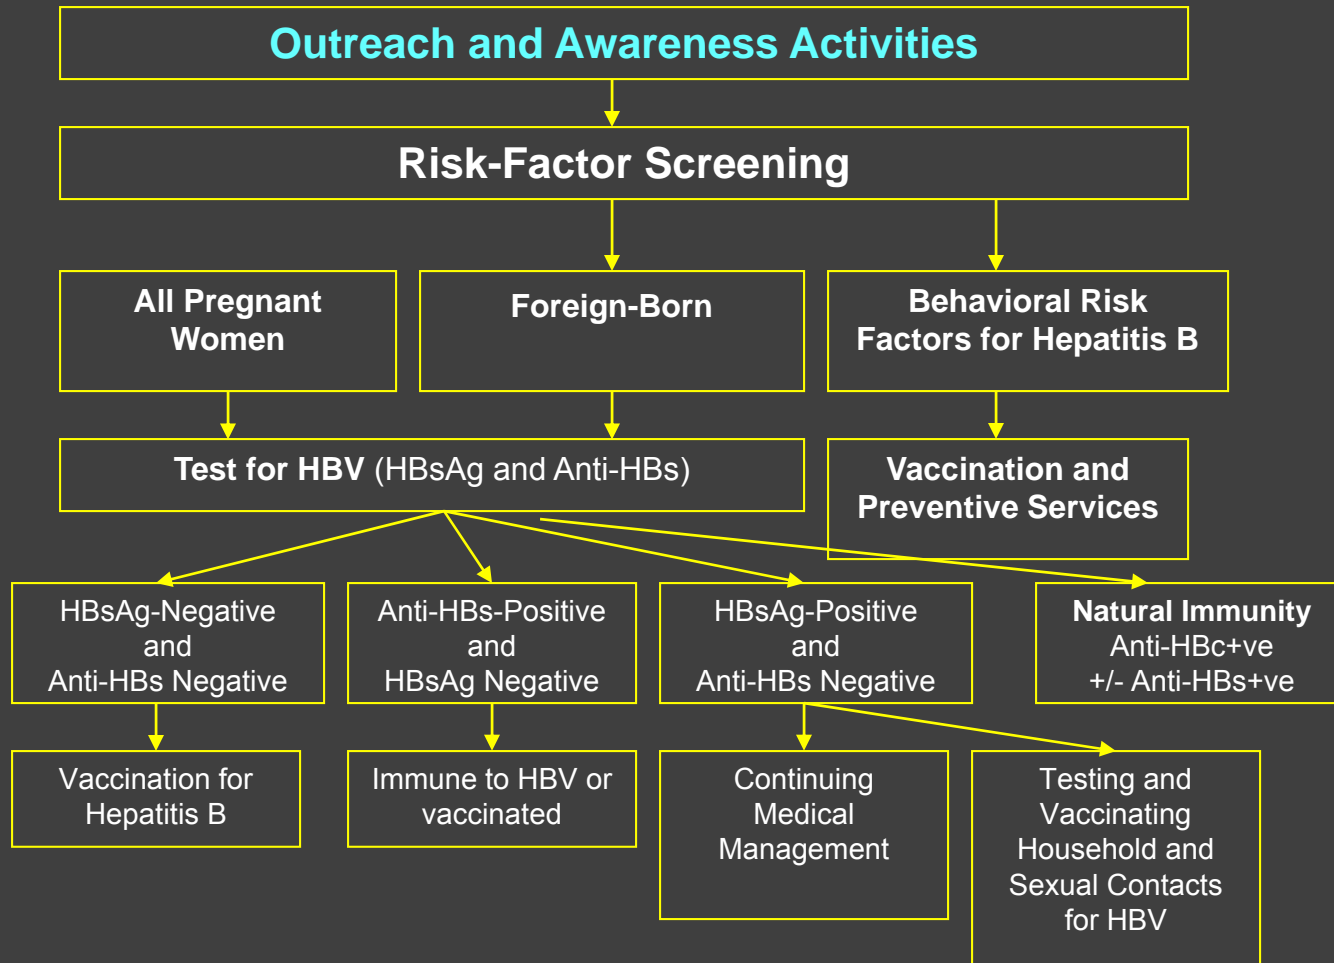 Outreach and Awareness Activities
Risk-Factor Screening
All Pregnant
Women
Foreign-Born
Behavioral Risk
Factors for Hepatitis B
Test for HBV (HBsAg and Anti-HBs)
Vaccination and
Preventive Services
HBsAg-Negative
and
Anti-HBs Negative
Anti-HBs-Positive
and
HBsAg Negative
HBsAg-Positive
and
Anti-HBs Negative
Natural Immunity
Anti-HBc+ve
+/- Anti-HBs+ve
Vaccination for
Hepatitis B
Immune to HBV or
vaccinated
Continuing
Medical
Management
Testing and
Vaccinating
Household and
Sexual Contacts
for HBV